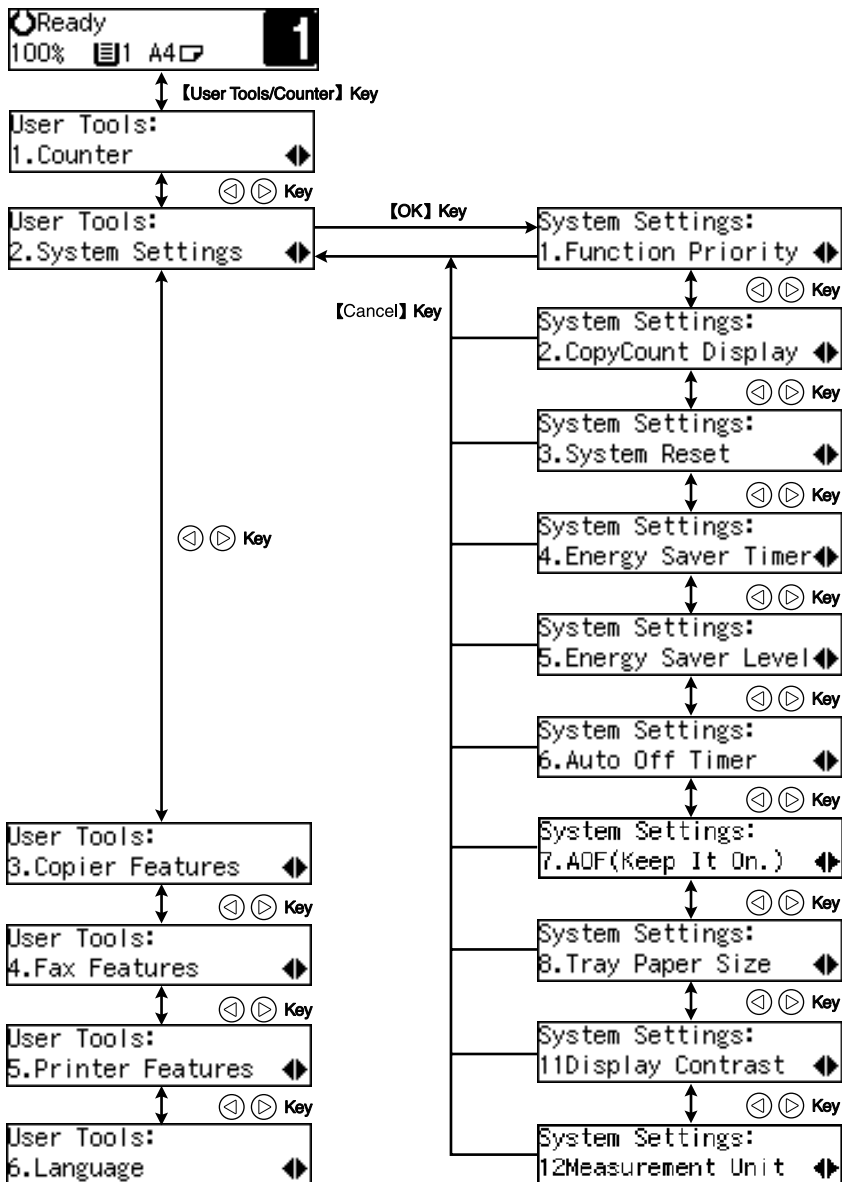 Ready
100% 1 A4
1
【User Tools/Counter】 Key
User Tools:
1.Counter
Key
User Tools:
2.System Settings
【OK】 Key
【Cancel】 Key
System Settings:
1.Function Priority
Key
System Settings:
2.CopyCount Display
Key
System Settings:
3.System Reset
Key
System Settings:
4.Energy Saver Timer
Key
System Settings:
5.Energy Saver Level
Key
System Settings:
6.Auto Off Timer
Key
System Settings:
7.AOF(Keep It On.)
Key
System Settings:
8.Tray Paper Size
Key
System Settings:
11Display Contrast
Key
System Settings:
12Measurement Unit
Key
User Tools:
3.Copier Features
Key
User Tools:
4.Fax Features
Key
User Tools:
5.Printer Features
Key
User Tools:
6.Language